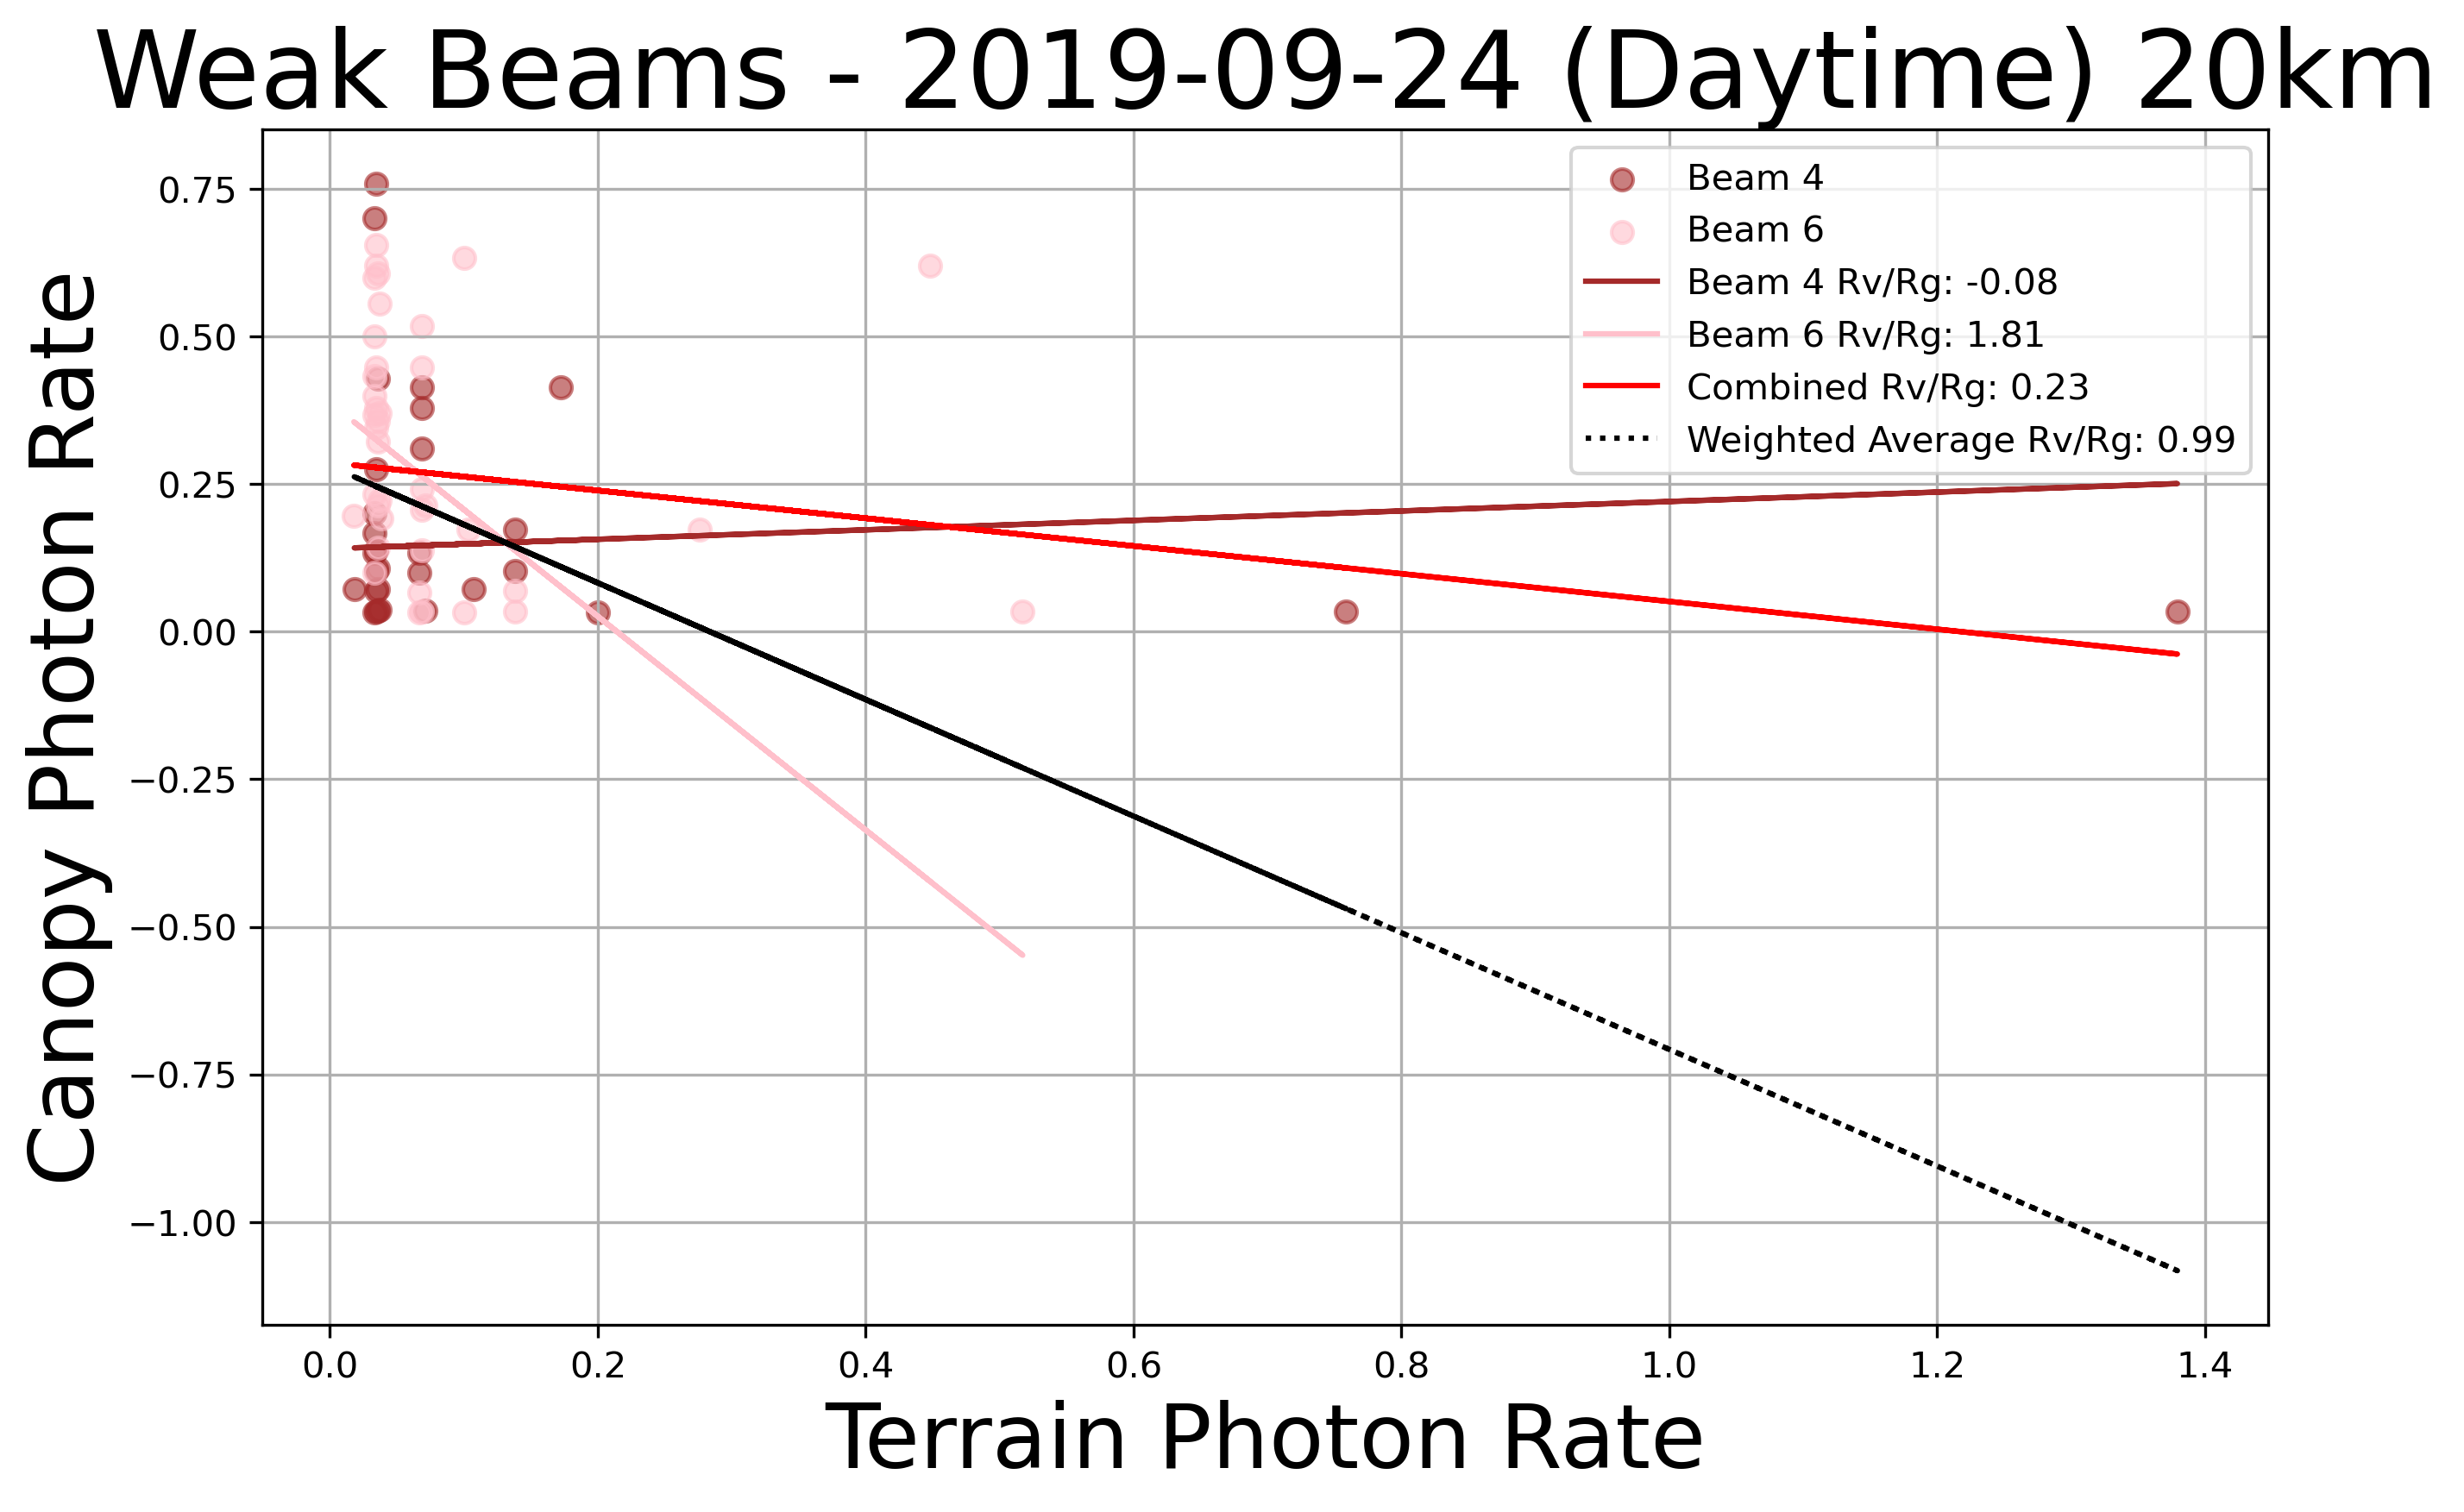 Weak Beams - 2019-09-24 (Daytime) 20km
Canopy Photon Rate
0.75
0.50
0.25
0.00
−0.25
−0.50
−0.75
−1.00
Beam 4
Beam 6
Beam 4 Rv/Rg: -0.08
Beam 6 Rv/Rg: 1.81
Combined Rv/Rg: 0.23
Weighted Average Rv/Rg: 0.99
0.0 0.2 0.4 0.6 0.8 1.0 1.2 1.4
Terrain Photon Rate